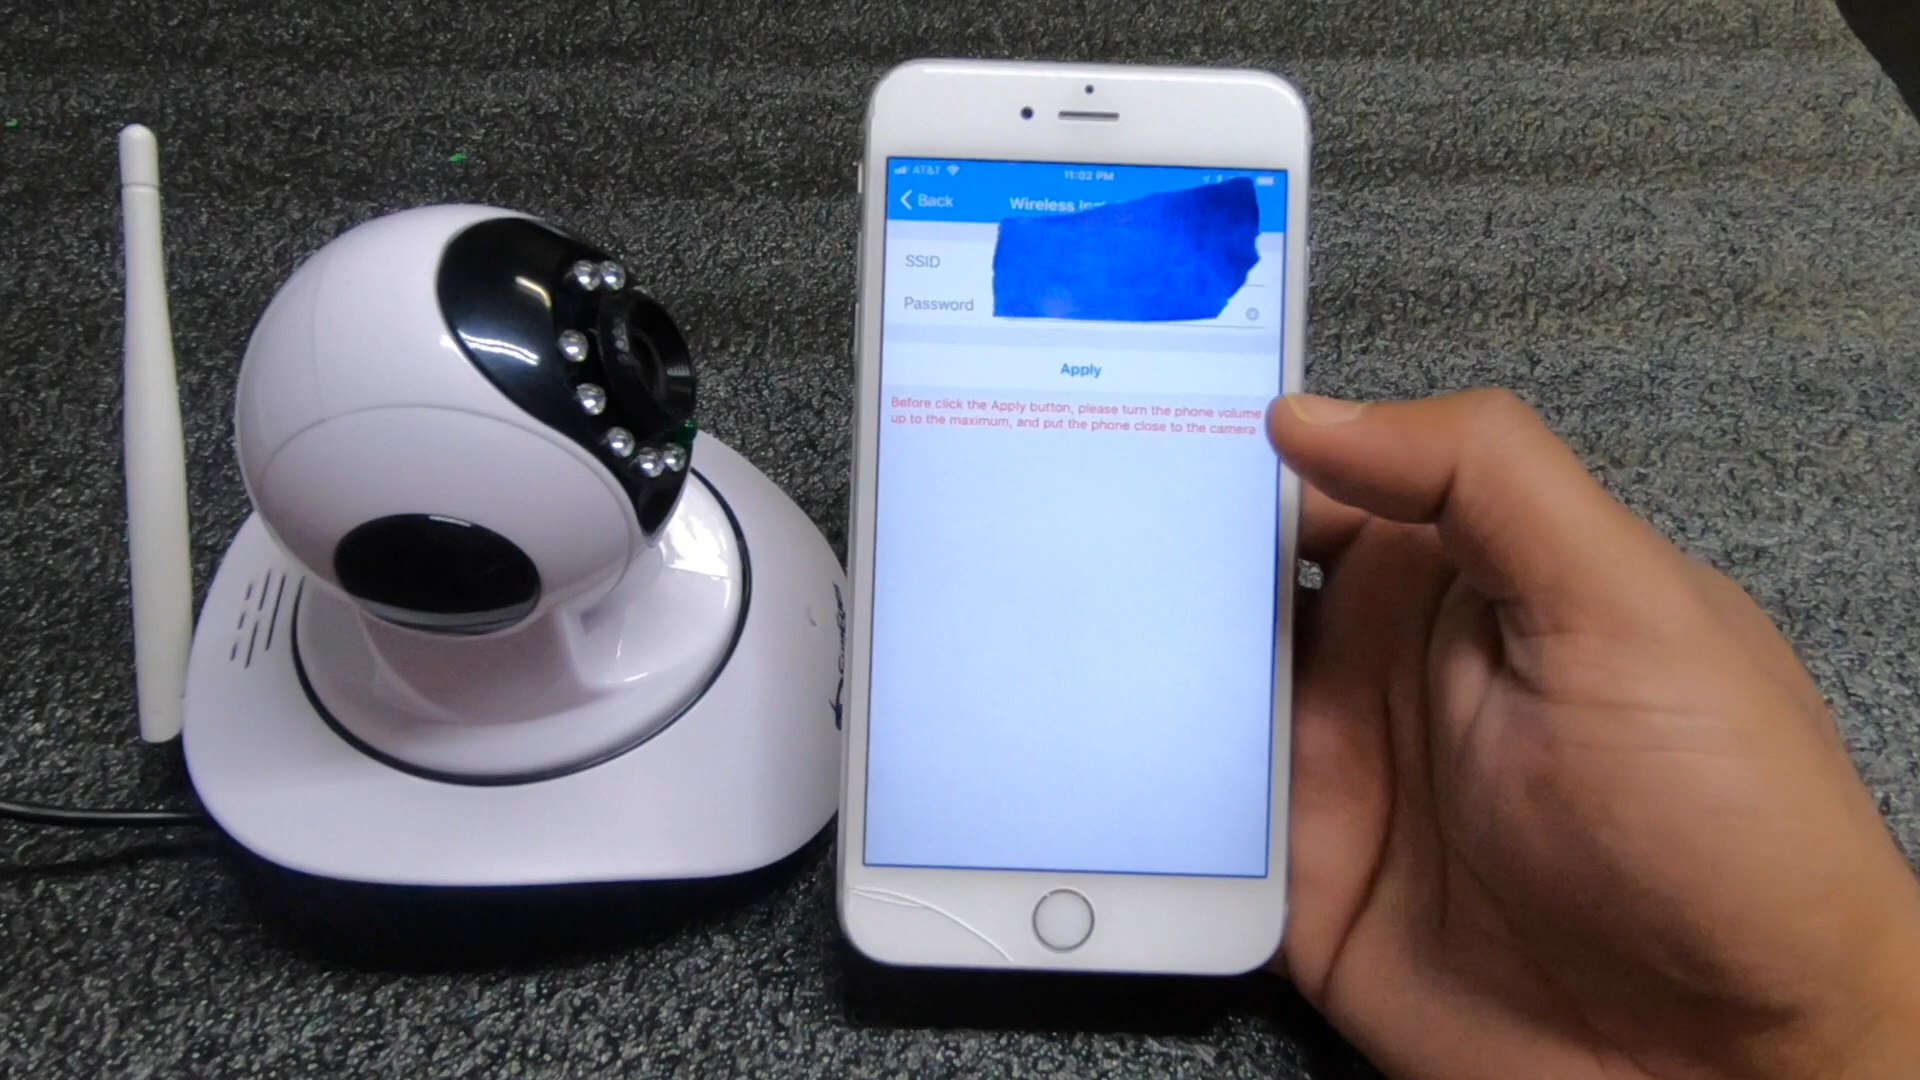 AT&T 11:02 PM
Back Wireless
SSID
Password
Apply
Before click the Apply button, please turn the phone volume
up to the maximum, and put the phone close to the camera